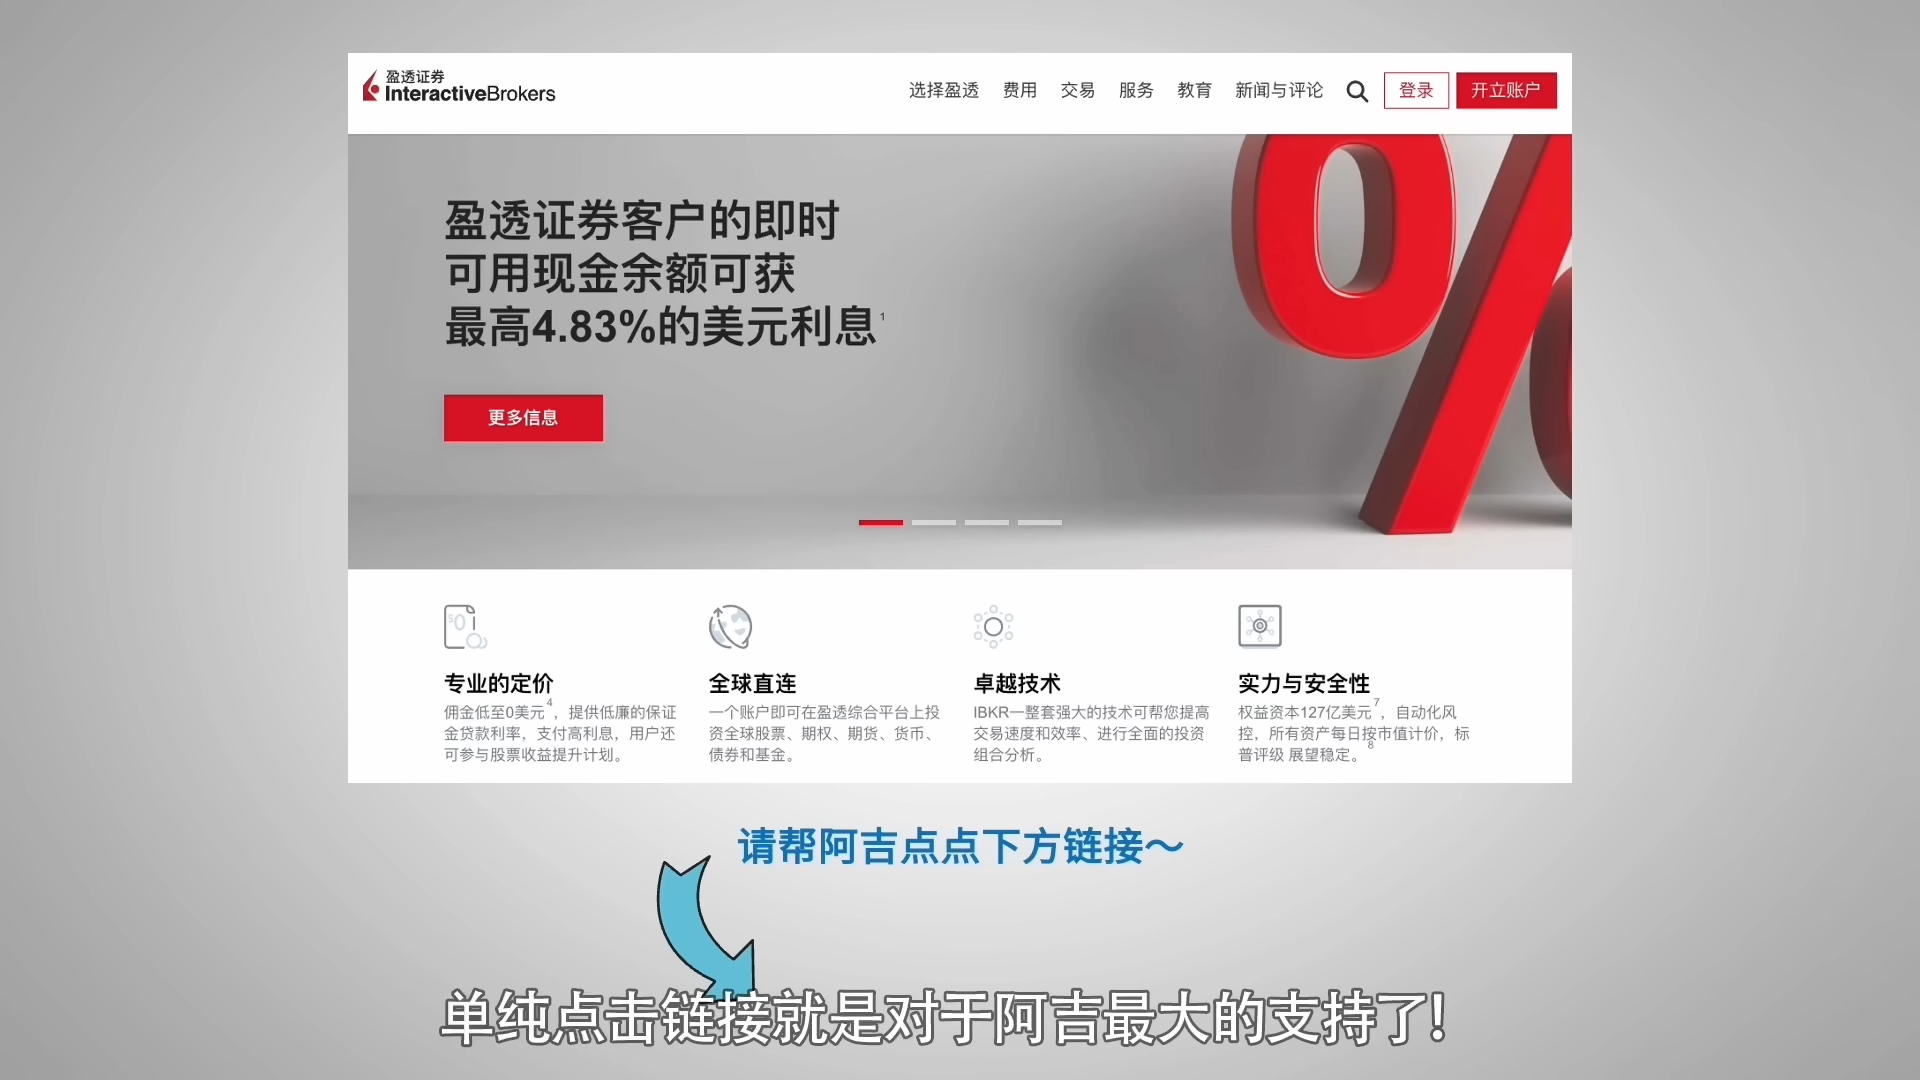 盈透证券
InteractiveBrokers
选择盈透 费用 交易 服务 教育 新闻与评论 登录 开立账户
盈透证券客户的即时
可用现金余额可获
最高4.83%的美元利息1
更多信息
专业的定价
佣金低至0美元4，提供低廉的保证
金贷款利率，支付高利息，用户还
可参与股票收益提升计划。
全球直连
一个账户即可在盈透综合平台上投
资全球股票、期权、期货、货币、
债券和基金。
卓越技术
IBKR一整套强大的技术可帮您提高
交易速度和效率、进行全面的投资
组合分析。
实力与安全性
权益资本127亿美元7，自动化风
控，所有资产每日按市值计价，标
普评级 展望稳定。8
请帮阿吉点点下方链接～
单纯点击链接就是对于阿吉最大的支持了!